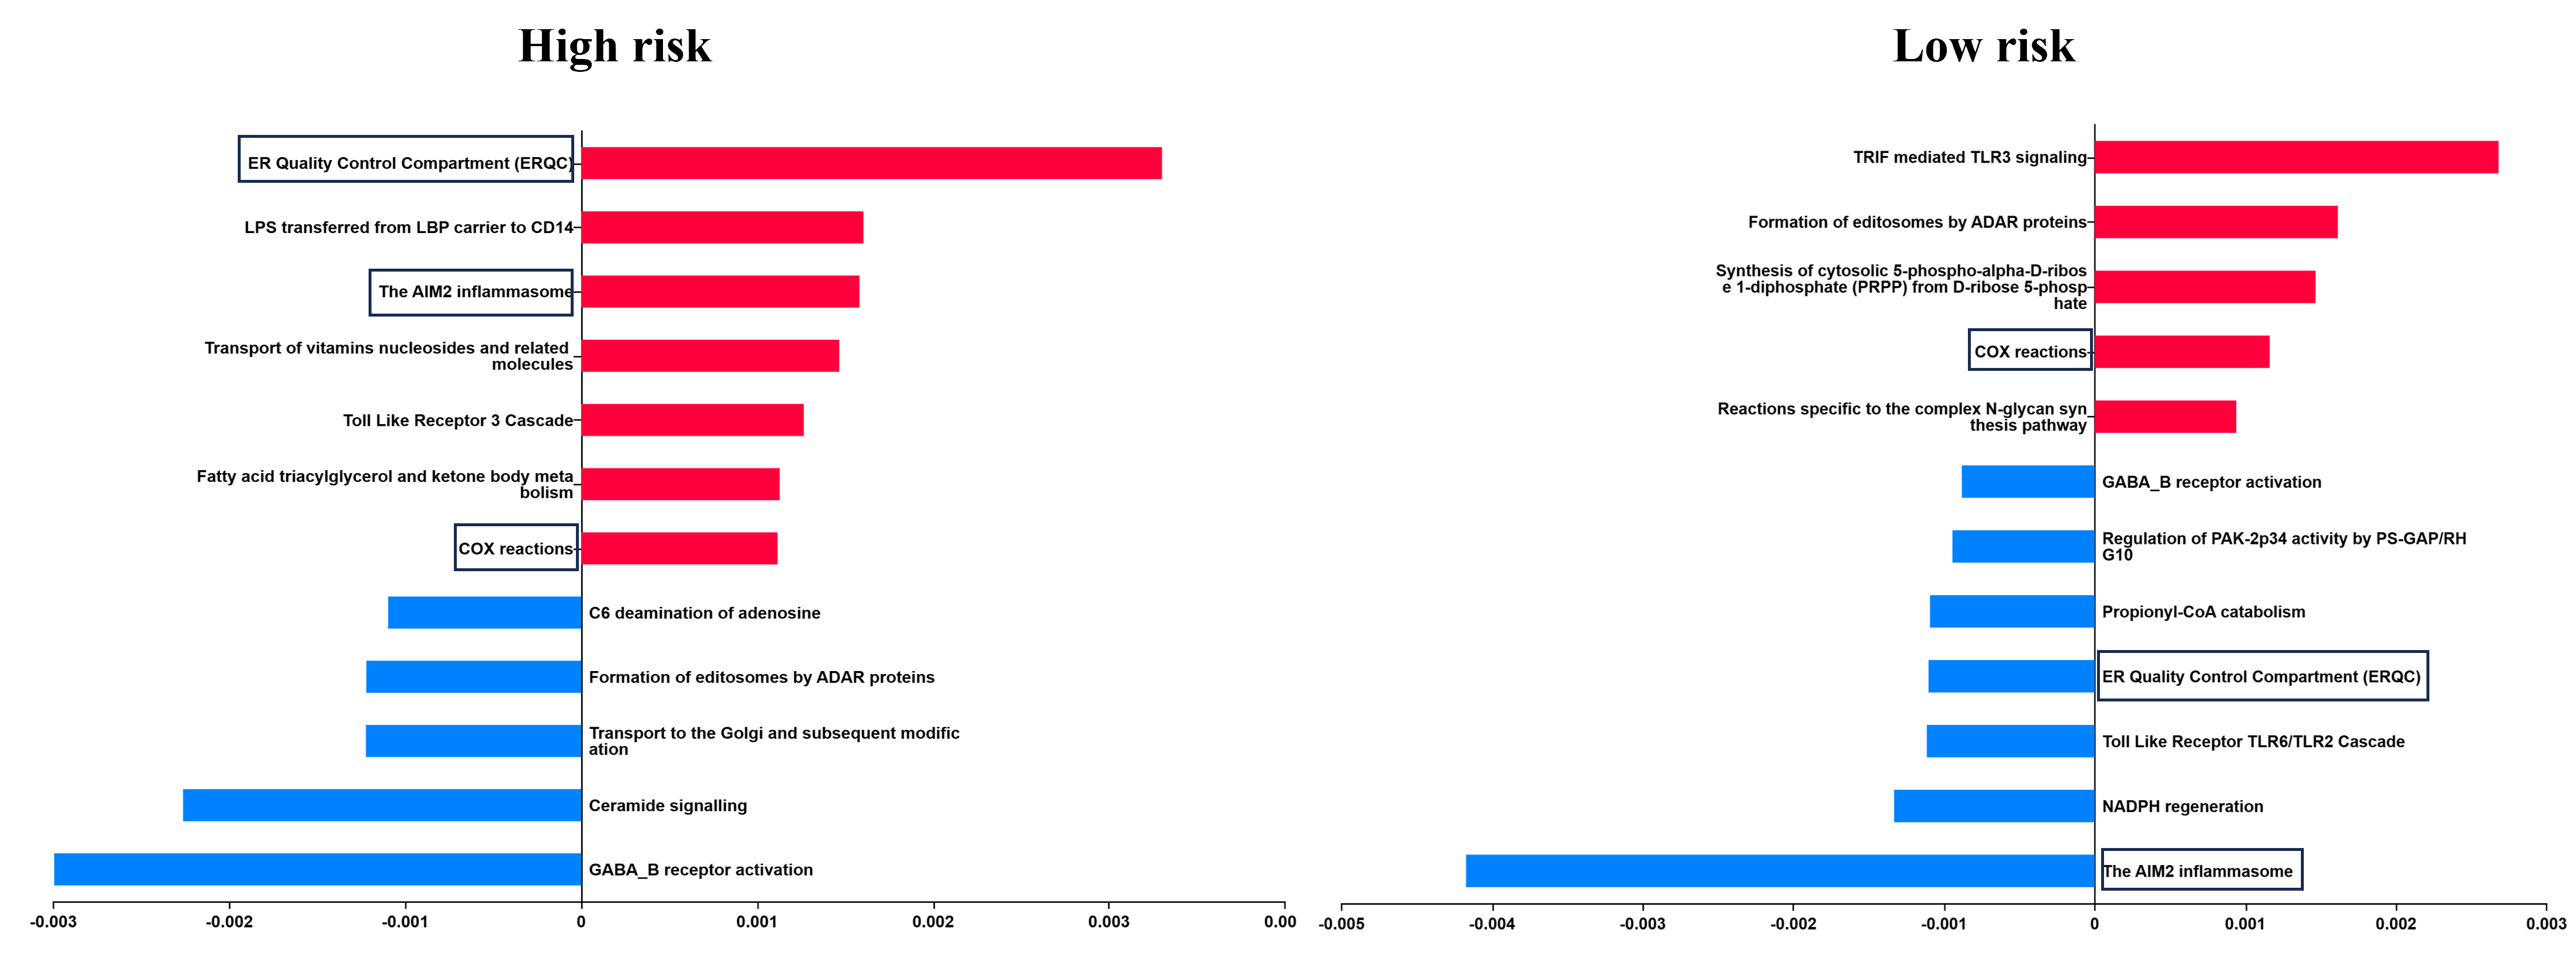 High risk
ER Quality Control Compartment (ERQC)
LPS transferred from LBP carrier to CD14
The AIM2 inflammasome
Transport of vitamins nucleosides and related
molecules
Toll Like Receptor 3 Cascade
Fatty acid triacylglycerol and ketone body meta
bolism
COX reactions
C6 deamination of adenosine
Formation of editosomes by ADAR proteins
Transport to the Golgi and subsequent modific
ation
Ceramide signalling
GABA_B receptor activation
-0.003 -0.002 -0.001 0 0.001 0.002 0.003 0.00
Low risk
TRIF mediated TLR3 signaling
Formation of editosomes by ADAR proteins
Synthesis of cytosolic 5-phospho-alpha-D-ribos
e 1-diphosphate (PRPP) from D-ribose 5-phosp
hate
COX reactions
Reactions specific to the complex N-glycan syn
thesis pathway
GABA_B receptor activation
Regulation of PAK-2p34 activity by PS-GAP/RH
G10
Propionyl-CoA catabolism
ER Quality Control Compartment (ERQC)
Toll Like Receptor TLR6/TLR2 Cascade
NADPH regeneration
The AIM2 inflammasome
-0.005 -0.004 -0.003 -0.002 -0.001 0 0.001 0.002 0.003